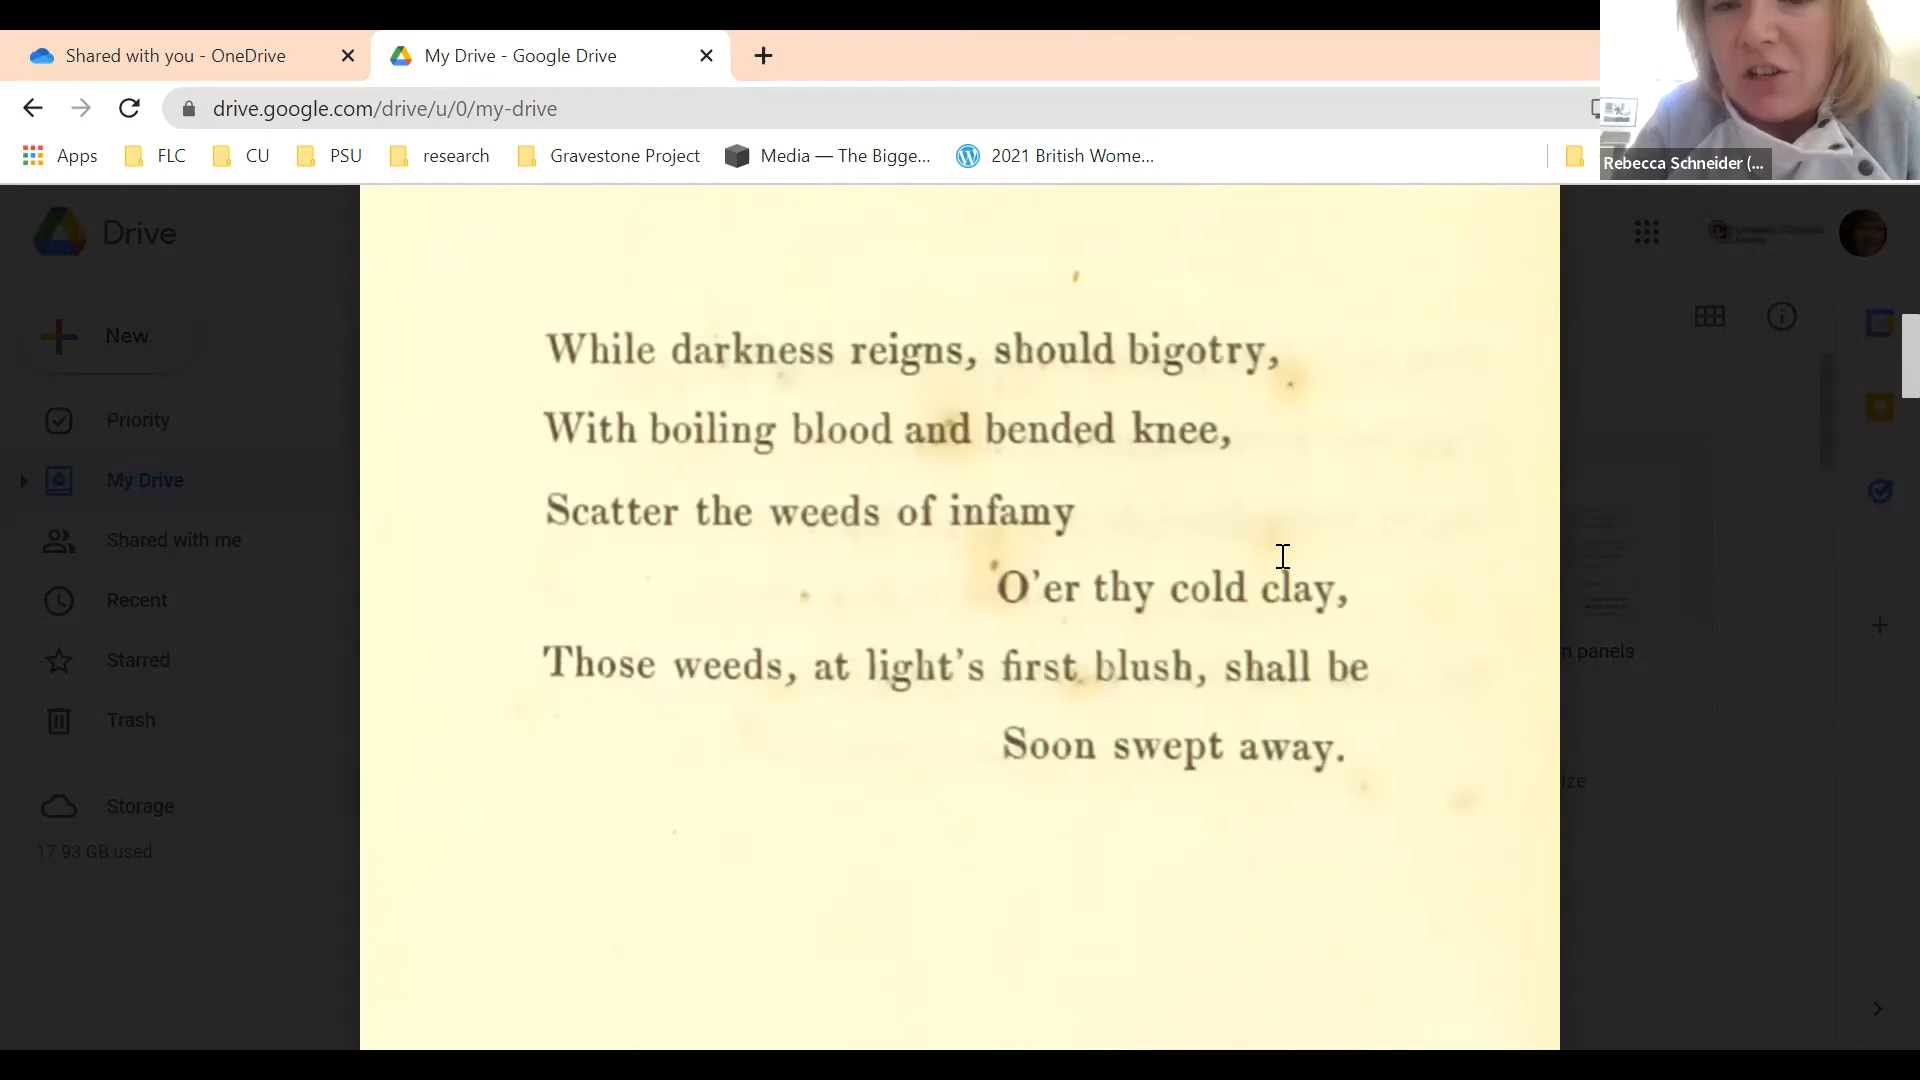 Shared with you - OneDrive
My Drive - Google Drive
drive.google.com/drive/u/0/my-drive
Apps FLC CU PSU research Gravestone Project Media — The Bigge... 2021 British Wome...
Rebecca Schneider (...
Drive
New
Priority
My Drive
Shared with me
Recent
Starred
Trash
Storage
17.93 GB used
While darkness reigns, should bigotry,
With boiling blood and bended knee,
Scatter the weeds of infamy
O'er thy cold clay,
Those weeds, at light's first blush, shall be
Soon swept away.
n panels
ize